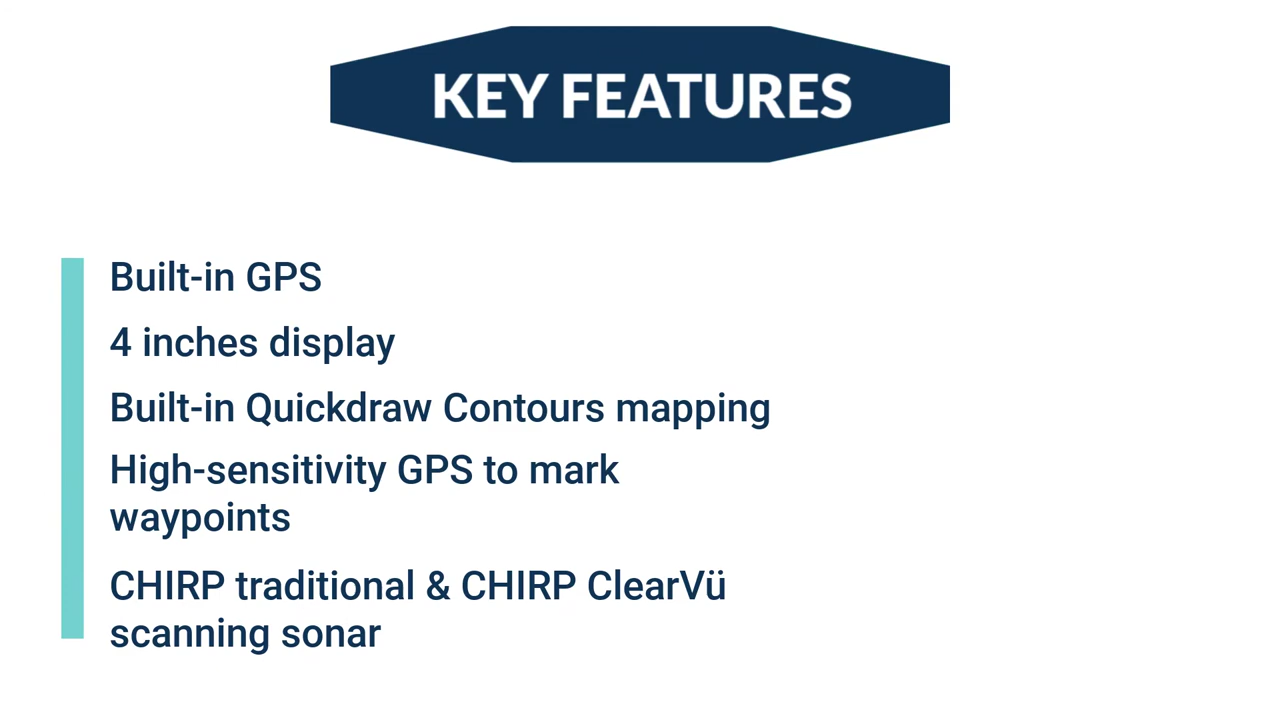 KEY FEATURES
Built-in GPS
4 inches display
Built-in Quickdraw Contours mapping
High-sensitivity GPS to mark
waypoints
CHIRP traditional & CHIRP ClearVü
scanning sonar